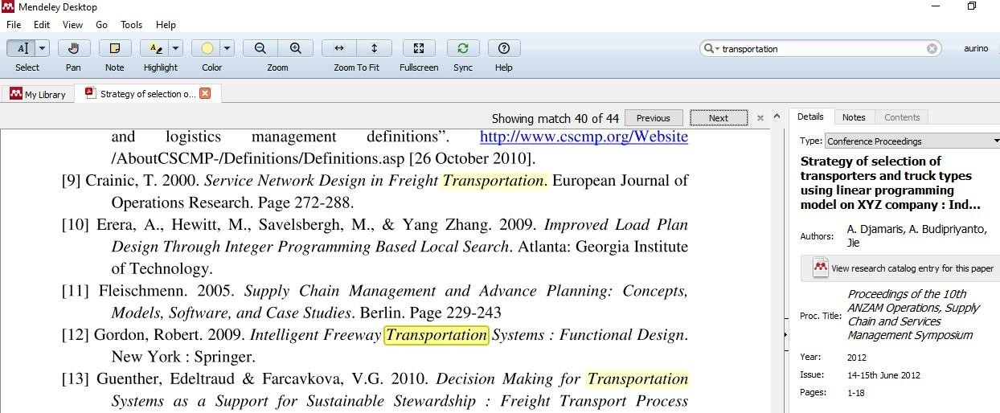 Mendeley Desktop
File Edit View Go Tools Help
Select Pan Note Highlight Color Zoom Zoom To Fit Fullscreen Sync Help
transportation
aurino
My Library
Strategy of selection o...
Showing match 40 of 44 Previous Next
and logistics management definitions”. http://www.cscmp.org/Website
/AboutCSCMP-/Definitions/Definitions.asp [26 October 2010].
[9] Crainic, T. 2000. Service Network Design in Freight Transportation. European Journal of
Operations Research. Page 272-288.
[10] Erera, A., Hewitt, M., Savelsbergh, M., & Yang Zhang. 2009. Improved Load Plan
Design Through Integer Programming Based Local Search. Atlanta: Georgia Institute
of Technology.
[11] Fleischmenn. 2005. Supply Chain Management and Advance Planning: Concepts,
Models, Software, and Case Studies. Berlin. Page 229-243
[12] Gordon, Robert. 2009. Intelligent Freeway Transportation Systems : Functional Design.
New York : Springer.
[13] Guenther, Edeltraud & Farcavkova, V.G. 2010. Decision Making for Transportation
Systems as a Support for Sustainable Stewardship : Freight Transport Process
Details Notes Contents
Type: Conference Proceedings
Strategy of selection of
transporters and truck types
using linear programming
model on XYZ company : Ind...
Authors: A. Djamaris, A. Budipriyanto,
Jie
View research catalog entry for this paper
Proc. Title: Proceedings of the 10th
ANZAM Operations, Supply
Chain and Services
Management Symposium
Year: 2012
Issue: 14-15th June 2012
Pages: 1-18